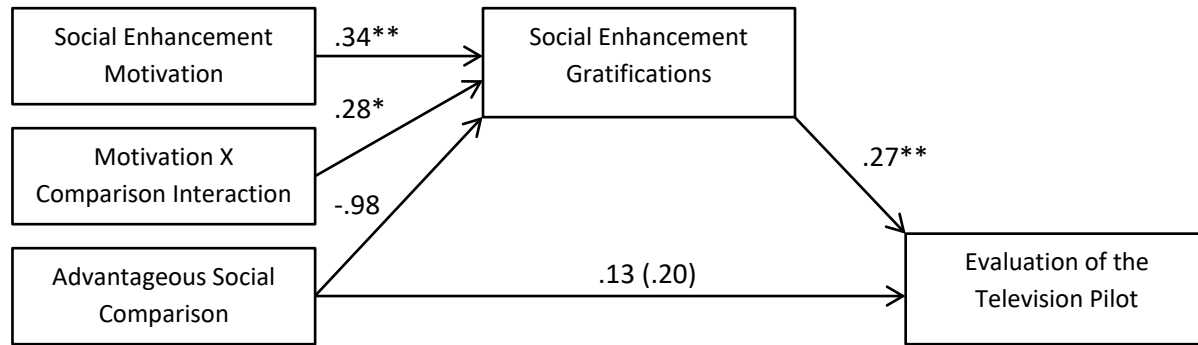 Social Enhancement
Motivation
.34**
Social Enhancement
Gratifications
.28*
Motivation X
Comparison Interaction
.27**
-.98
Advantageous Social
Comparison
.13 (.20)
Evaluation of the
Television Pilot